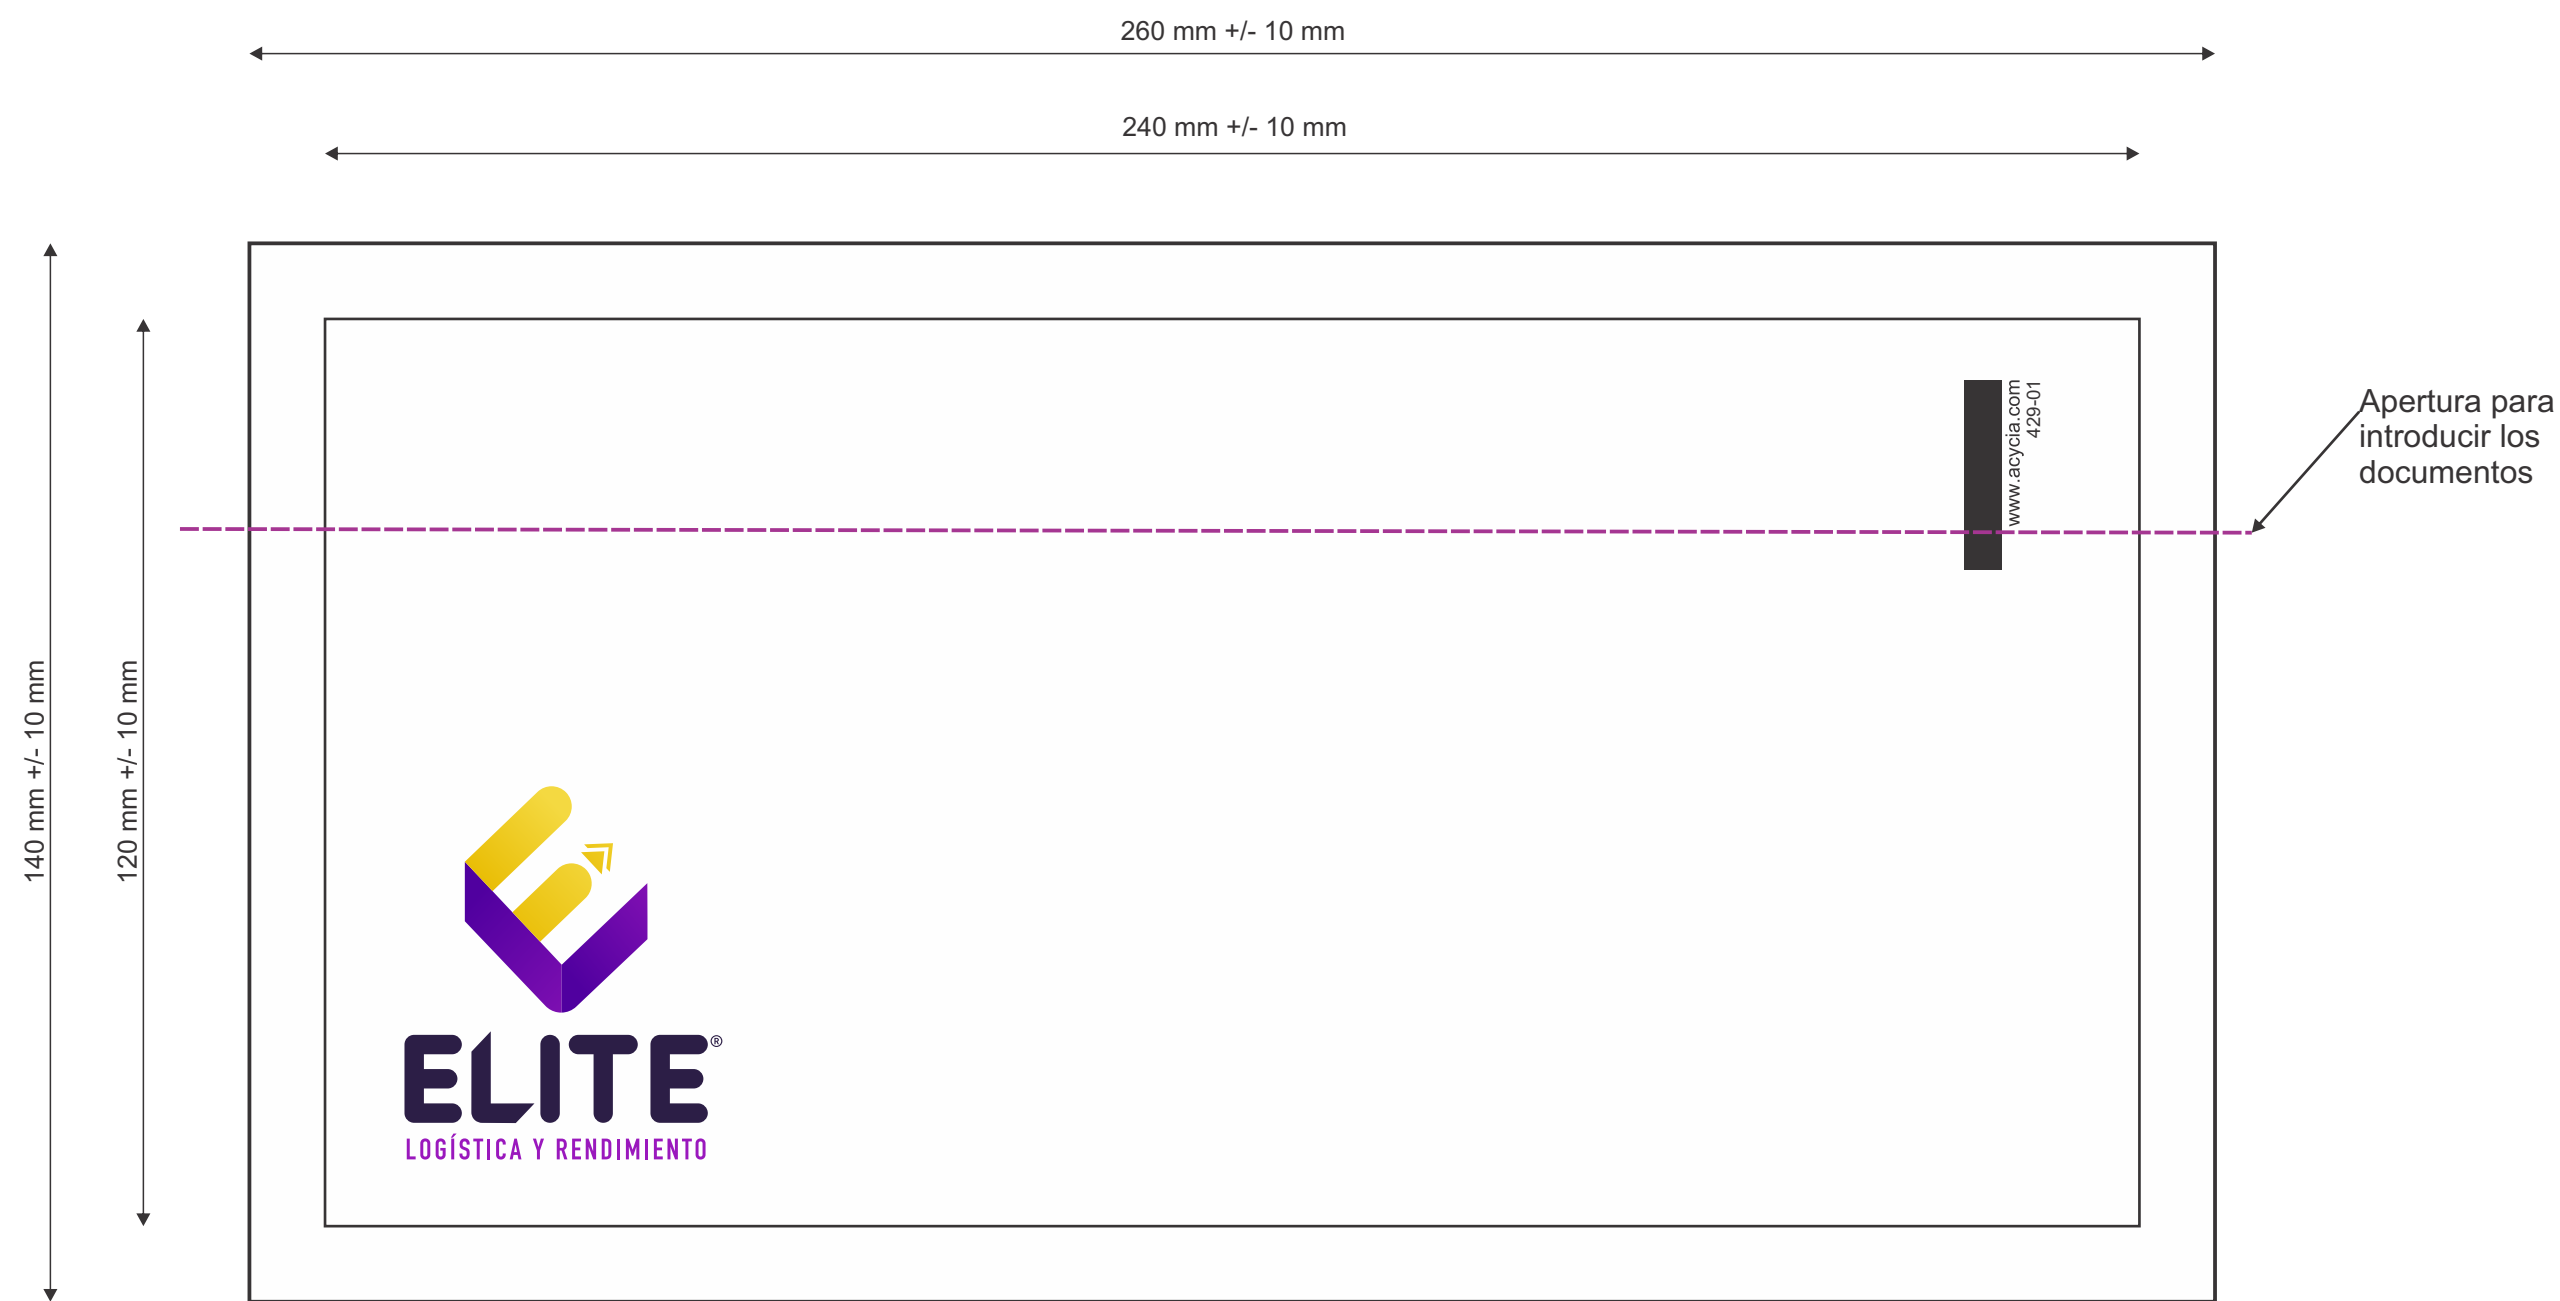 260 mm +/- 10 mm
240 mm +/- 10 mm
140 mm +/- 10 mm
120 mm +/- 10 mm
www.acycia.com
429-01
Apertura para
introducir los
documentos
ELITE®
LOGÍSTICA Y RENDIMIENTO